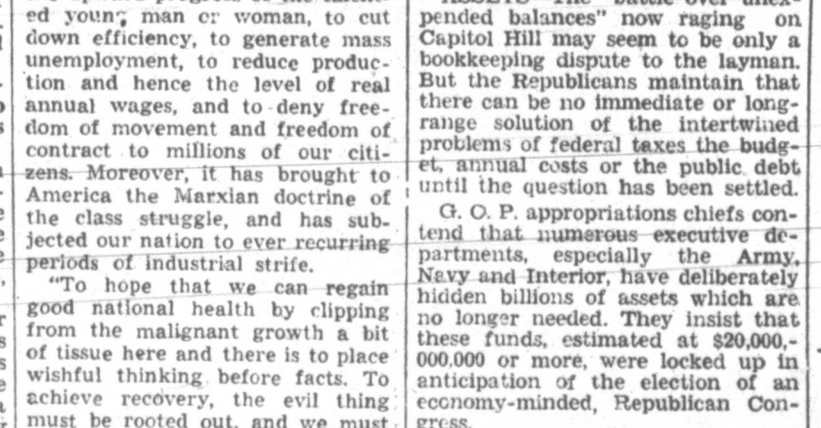 ed young man or woman, to cut
down efficiency, to generate mass
unemployment, to reduce produc-
tion and hence the level of real
annual wages, and to deny free-
dom of movement and freedom of
contract to millions of our citi-
zens. Moreover, it has brought to
America the Marxian doctrine of
the class struggle, and has sub-
jected our nation to ever recurring
periods of industrial strife.
"To hope that we can regain
good national health by clipping
from the malignant growth a bit
of tissue here and there is to place
wishful thinking before facts. To
achieve recovery, the evil thing
must be rooted out, and we must
pended balances" now raging on
Capitol Hill may seem to be only a
bookkeeping dispute to the layman.
But the Republicans maintain that
there can be no immediate or long-
range solution of the intertwined
problems of federal taxes the budg-
et, annual costs or the public debt
until the question has been settled.
G. O. P. appropriations chiefs con-
tend that numerous executive de-
partments, especially the Army,
Navy and Interior, have deliberately
hidden billions of assets which are
no longer needed. They insist that
these funds, estimated at $20,000,-
000,000 or more, were locked up in
anticipation of the election of an
economy-minded, Republican Con-
gress.